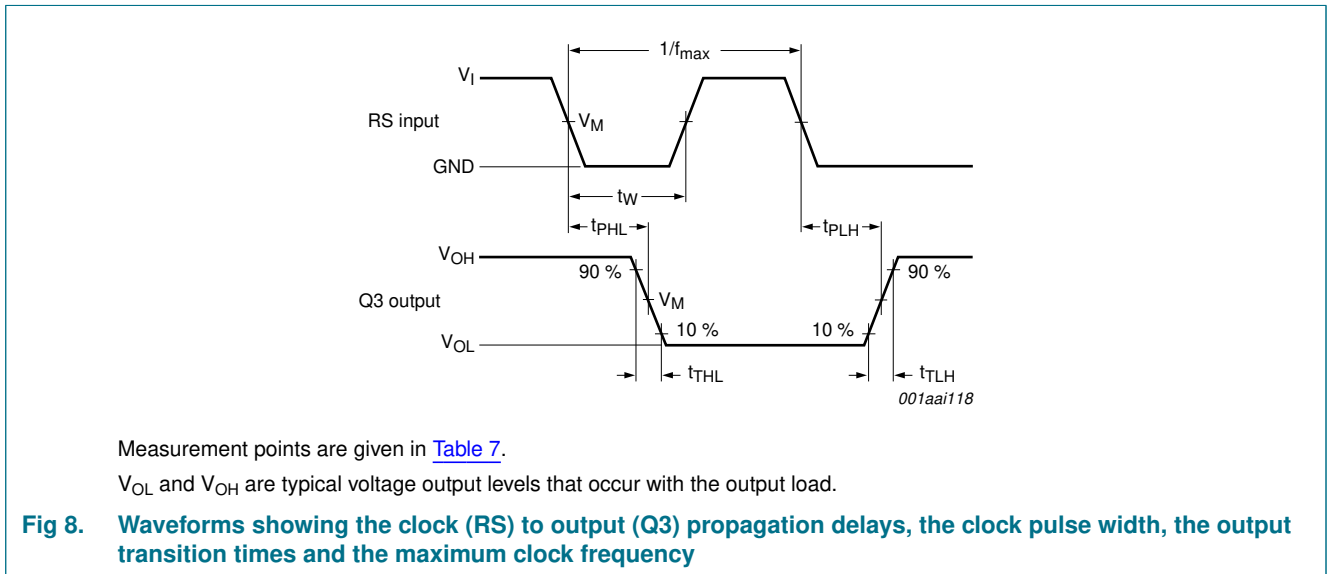 1/fmax
VI
RS input
VM
GND
tW
tPHL
tPLH
VOH
90 %
90 %
Q3 output
VM
10 %
10 %
VOL
tTHL
tTLH
001aai118
Measurement points are given in Table 7.
VOL and VOH are typical voltage output levels that occur with the output load.
Fig 8. Waveforms showing the clock (RS) to output (Q3) propagation delays, the clock pulse width, the output
transition times and the maximum clock frequency